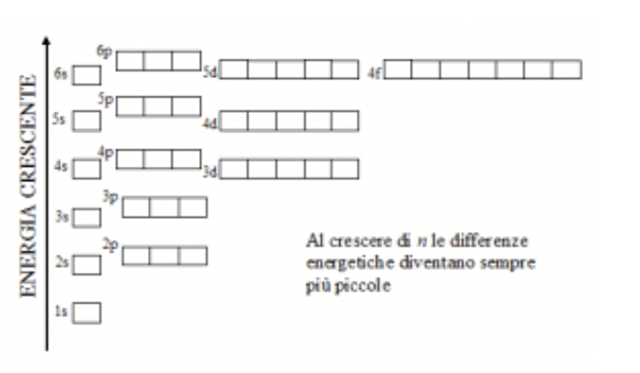 ENERGIA CRESCENTE
6s 6p 5d 4f
5s 5p 4d
4s 4p 3d
3s 3p
2s 2p
1s
Al crescere di n le differenze
energetiche diventano sempre
più piccole